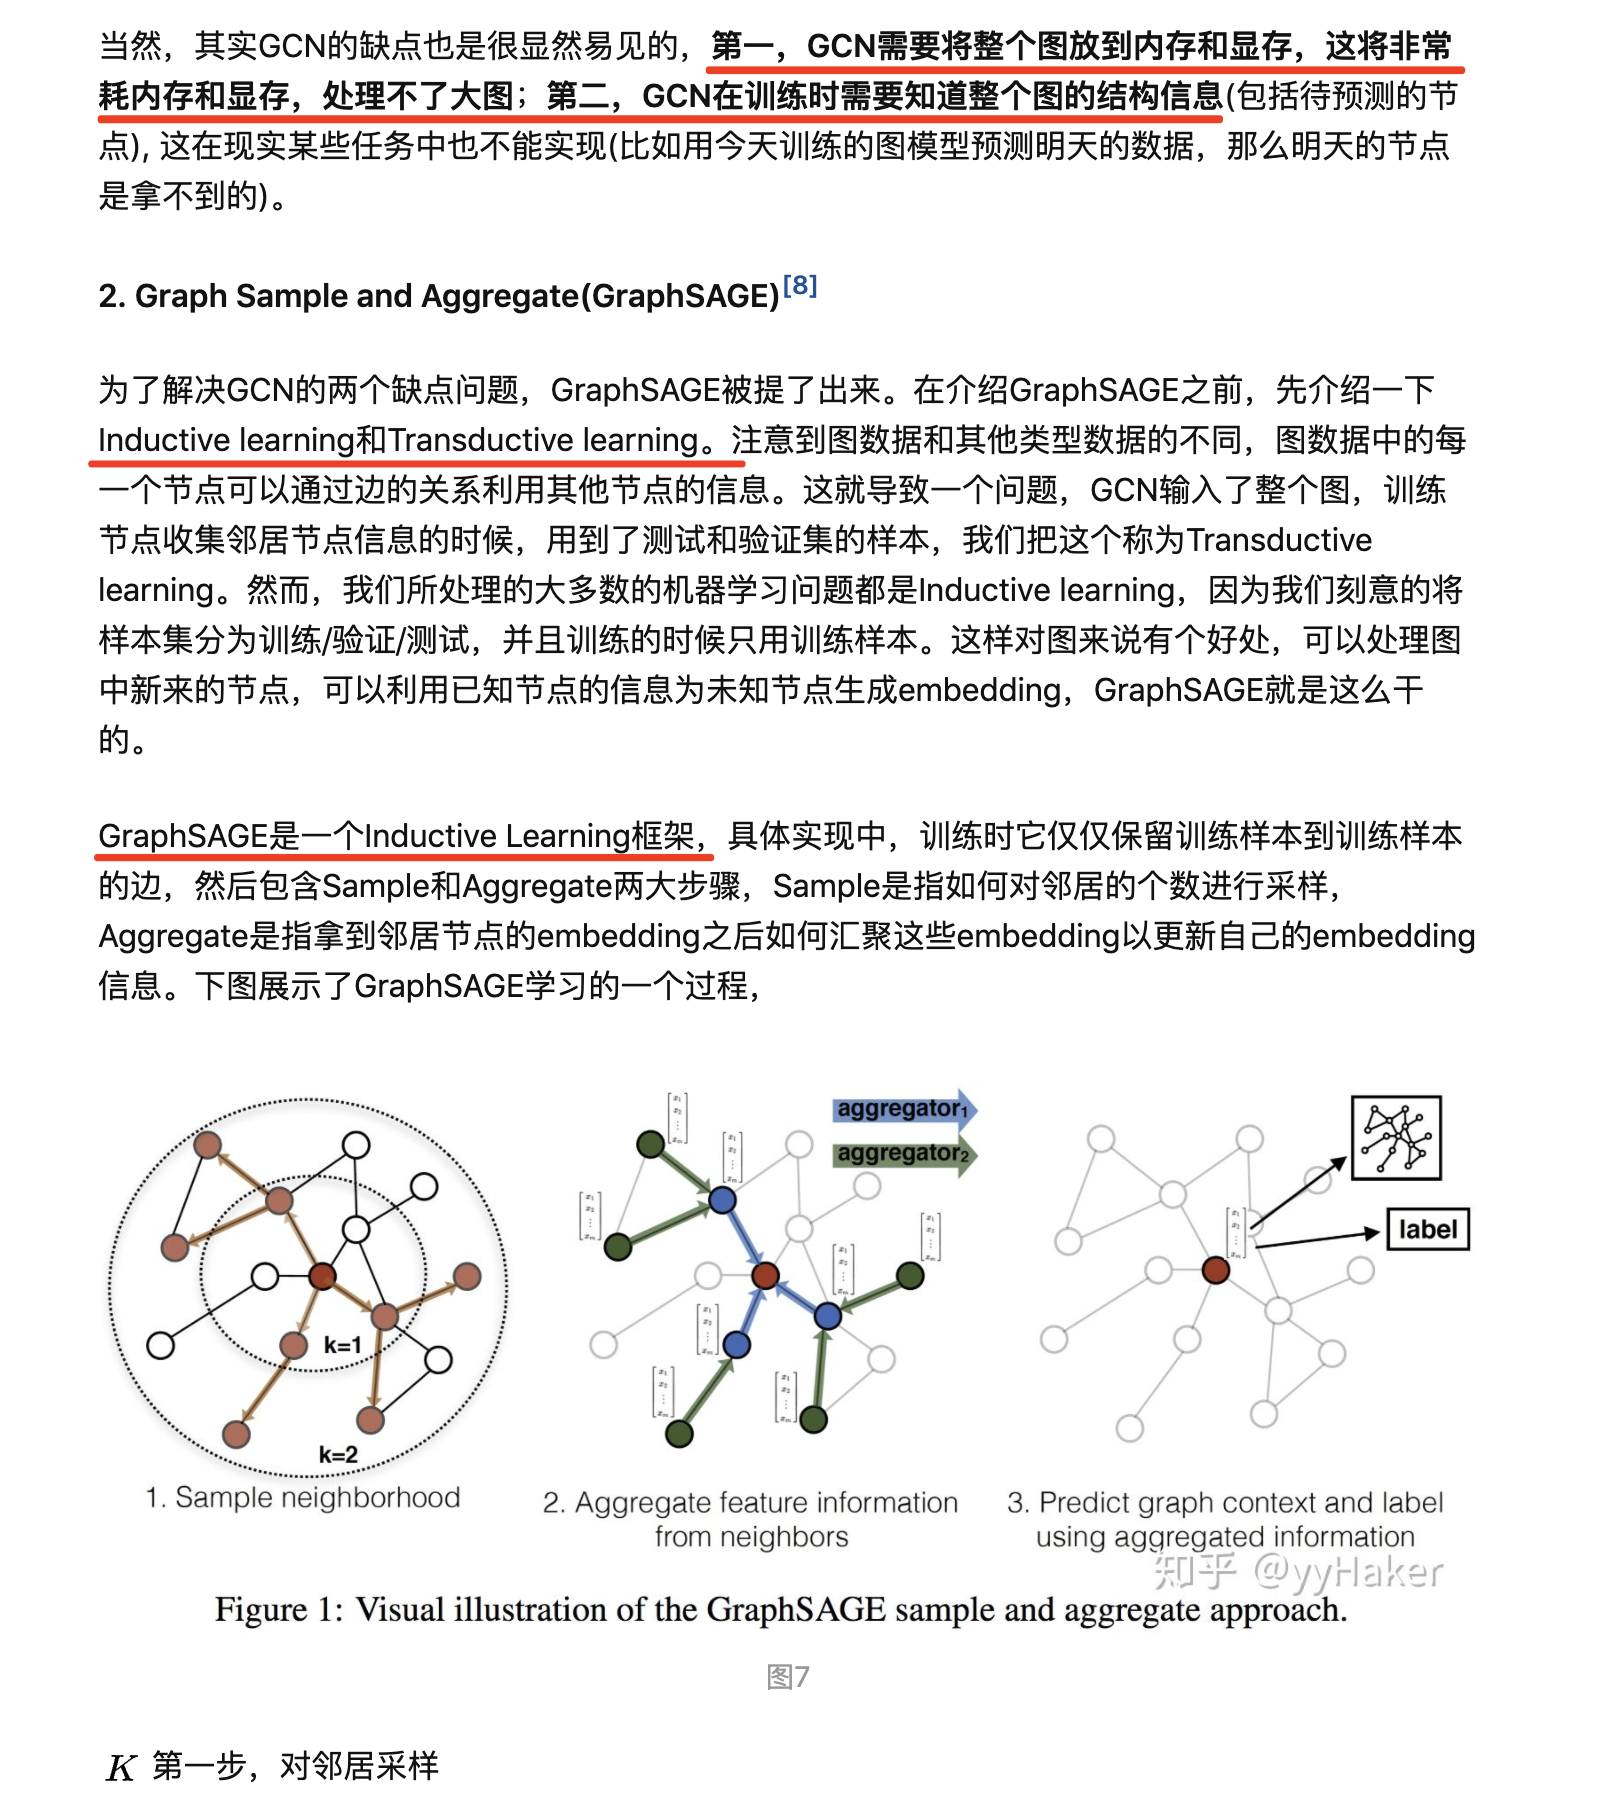 当然，其实GCN的缺点也是很显然易见的，第一，GCN需要将整个图放到内存和显存，这将非常
耗内存和显存，处理不了大图；第二，GCN在训练时需要知道整个图的结构信息(包括待预测的节
点), 这在现实某些任务中也不能实现(比如用今天训练的图模型预测明天的数据，那么明天的节点
是拿不到的)。
2. Graph Sample and Aggregate(GraphSAGE)[8]
为了解决GCN的两个缺点问题，GraphSAGE被提了出来。在介绍GraphSAGE之前，先介绍一下
Inductive learning和Transductive learning。注意到图数据和其他类型数据的不同，图数据中的每
一个节点可以通过边的关系利用其他节点的信息。这就导致一个问题，GCN输入了整个图，训练
节点收集邻居节点信息的时候，用到了测试和验证集的样本，我们把这个称为Transductive
learning。然而，我们所处理的大多数的机器学习问题都是Inductive learning，因为我们刻意的将
样本集分为训练/验证/测试，并且训练的时候只用训练样本。这样对图来说有个好处，可以处理图
中新来的节点，可以利用已知节点的信息为未知节点生成embedding，GraphSAGE就是这么干
的。
GraphSAGE是一个Inductive Learning框架，具体实现中，训练时它仅仅保留训练样本到训练样本
的边，然后包含Sample和Aggregate两大步骤，Sample是指如何对邻居的个数进行采样，
Aggregate是指拿到邻居节点的embedding之后如何汇聚这些embedding以更新自己的embedding
信息。下图展示了GraphSAGE学习的一个过程，
k=1
k=2
1. Sample neighborhood
aggregator1
aggregator2
2. Aggregate feature information
from neighbors
label
3. Predict graph context and label
using aggregated information
知乎 @yyHaker
Figure 1: Visual illustration of the GraphSAGE sample and aggregate approach.
图7
K 第一步，对邻居采样